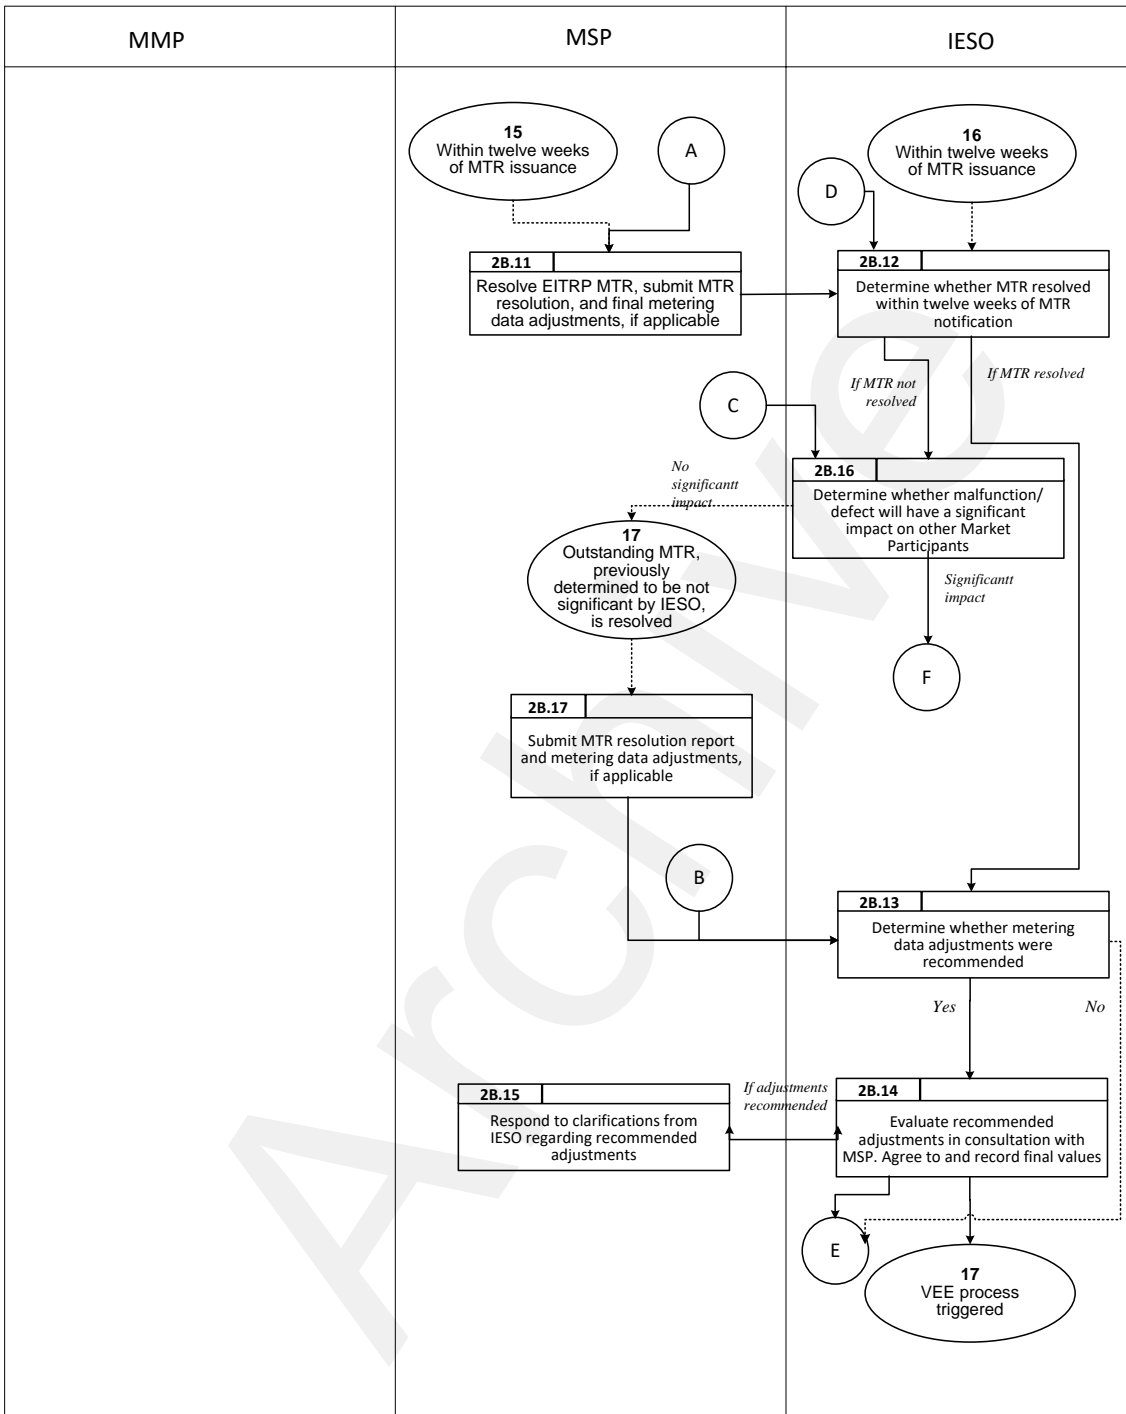 MMP
MSP
IESO
15
Within twelve weeks
of MTR issuance
A
16
Within twelve weeks
of MTR issuance
D
2B.11
Resolve EITRP MTR, submit MTR
resolution, and final metering
data adjustments, if applicable
2B.12
Determine whether MTR resolved
within twelve weeks of MTR
notification
If MTR not
resolved
If MTR resolved
C
No
significantt
impact
2B.16
Determine whether malfunction/
defect will have a significant
impact on other Market
Participants
17
Outstanding MTR,
previously
determined to be not
significant by IESO,
is resolved
Significantt
impact
F
2B.17
Submit MTR resolution report
and metering data adjustments,
if applicable
B
2B.13
Determine whether metering
data adjustments were
recommended
Yes
No
2B.15
Respond to clarifications from
IESO regarding recommended
adjustments
If adjustments
recommended
2B.14
Evaluate recommended
adjustments in consultation with
MSP. Agree to and record final values
E
17
VEE process
triggered
Archive